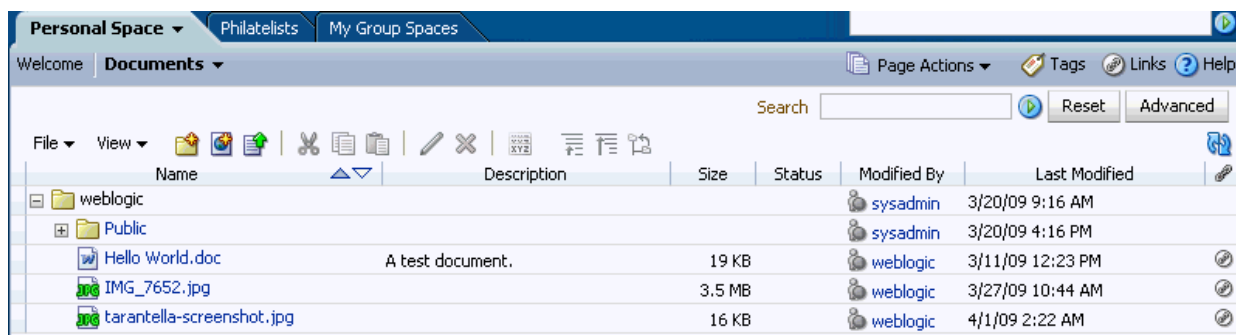 Personal Space Philatelists My Group Spaces
Welcome Documents Page Actions Tags Links Help
Search Reset Advanced
File View
Name Description Size Status Modified By Last Modified
weblogic sysadmin 3/20/09 9:16 AM
Public sysadmin 3/20/09 4:16 PM
Hello World.doc A test document. 19 KB weblogic 3/11/09 12:23 PM
IMG_7652.jpg 3.5 MB weblogic 3/27/09 10:44 AM
tarantella-screenshot.jpg 16 KB weblogic 4/1/09 2:22 AM